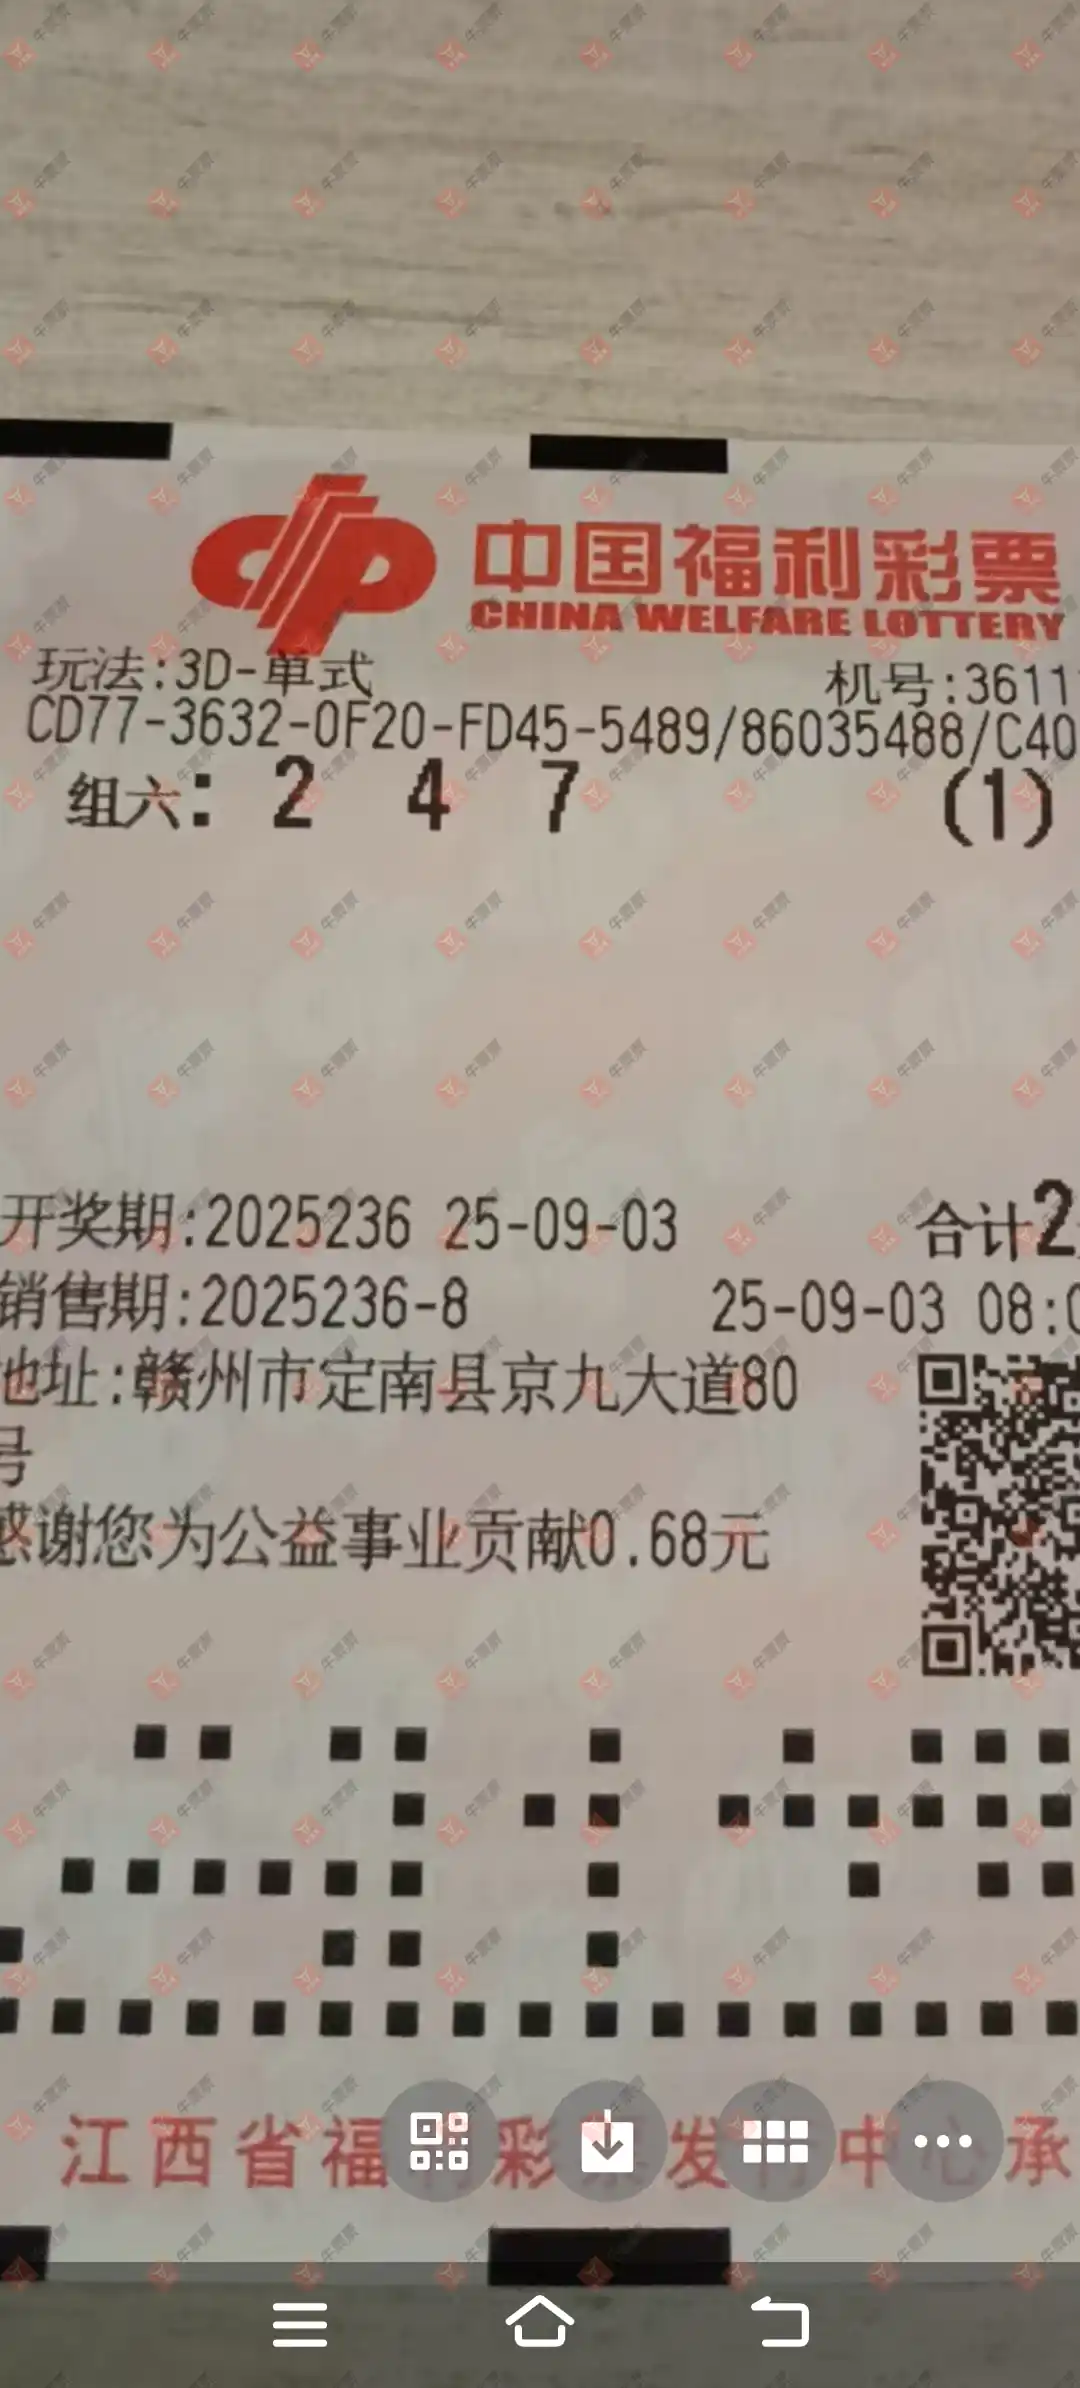 中国福利彩票
CHINA WELFARE LOTTERY
玩法:3D-单式 机号:3611
CD77-3632-0F20-FD45-5489/86035488/C40
组六: 2 4 7 (1)
开奖期:2025236 25-09-03 合计2
销售期:2025236-8 25-09-03 08:0
地址:赣州市定南县京九大道80
号
感谢您为公益事业贡献0.68元
江西省福 彩 发 中 承
牛票票